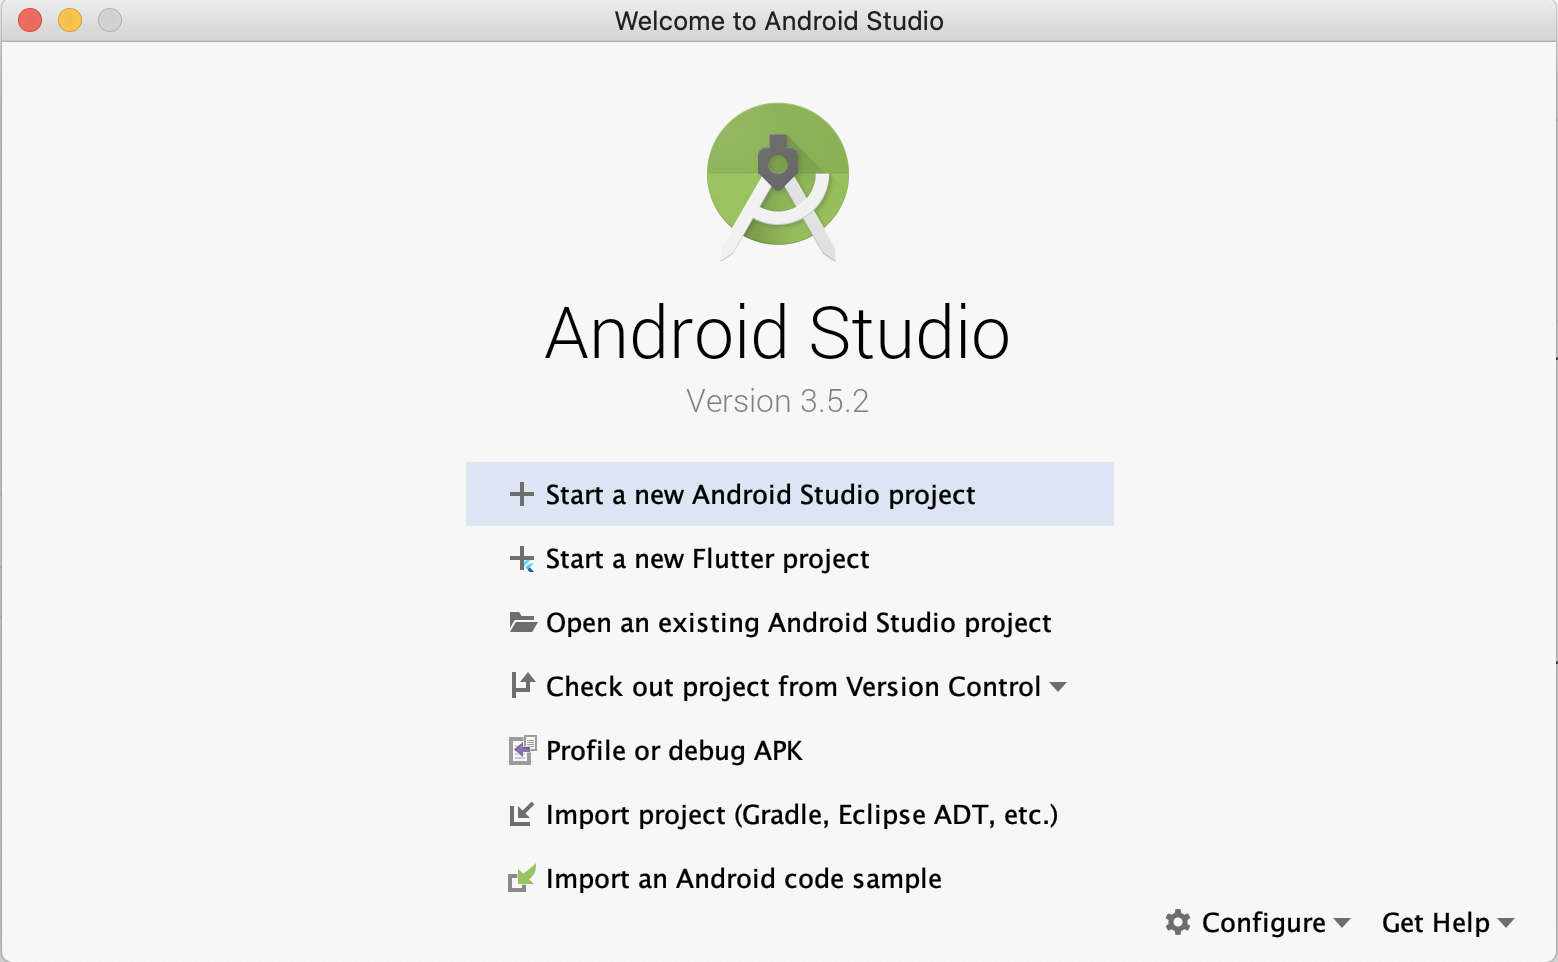 Welcome to Android Studio
Android Studio
Version 3.5.2
Start a new Android Studio project
Start a new Flutter project
Open an existing Android Studio project
Check out project from Version Control
Profile or debug APK
Import project (Gradle, Eclipse ADT, etc.)
Import an Android code sample
Configure Get Help